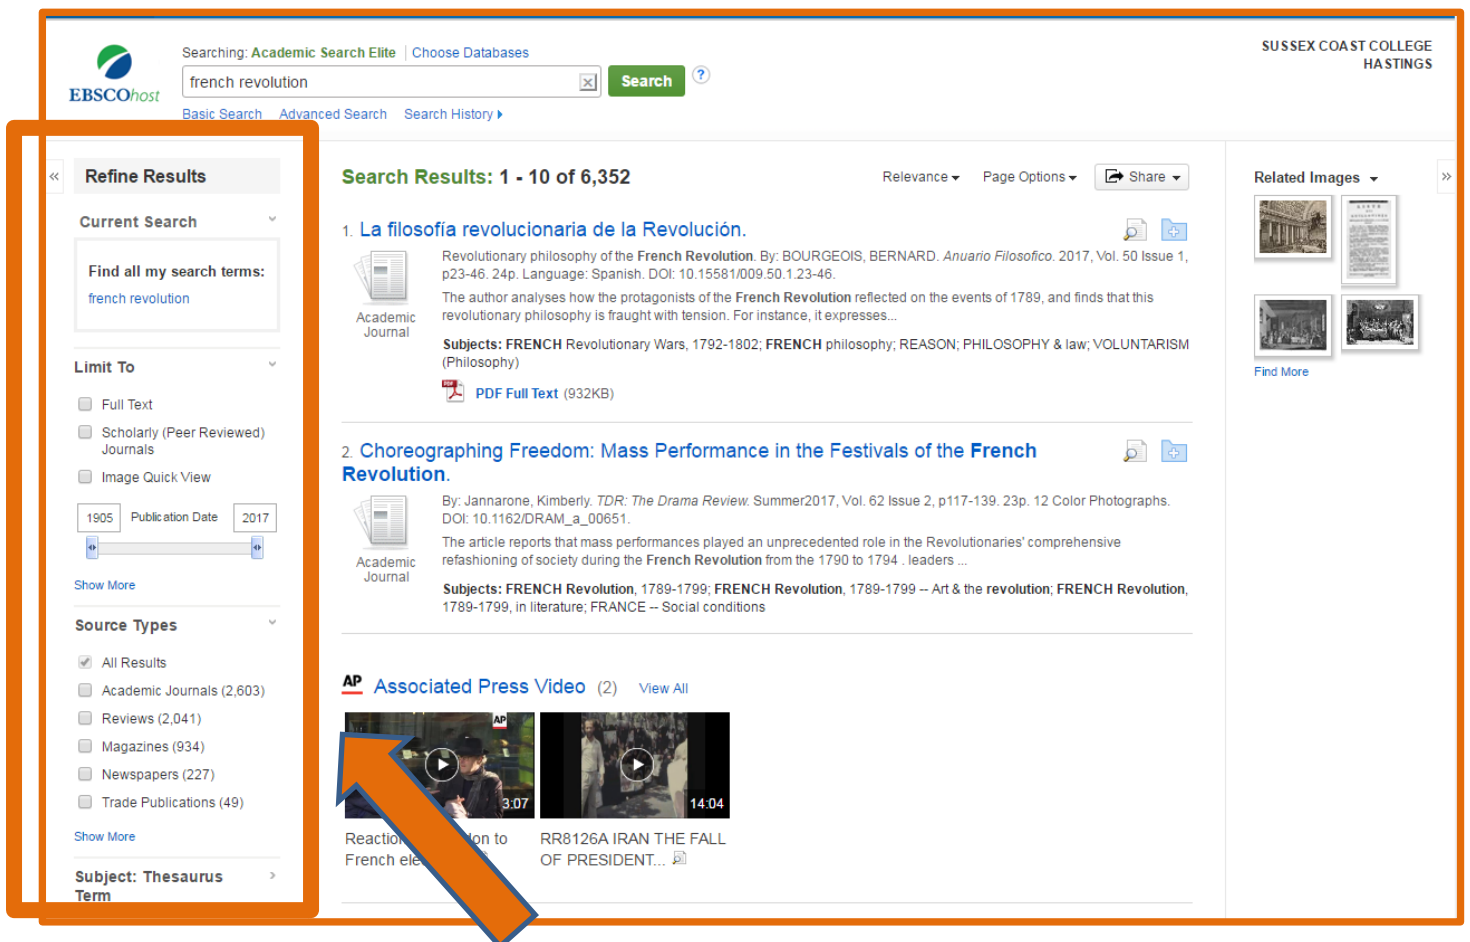 Searching: Academic Search Elite | Choose Databases
SUSSEX COAST COLLEGE
HASTINGS
EBSCOhost
french revolution
Search
?
Basic Search Advanced Search Search History
Refine Results
Current Search
Find all my search terms:
french revolution
Limit To
Full Text
Scholarly (Peer Reviewed)
Journals
Image Quick View
1905 Publication Date 2017
Show More
Source Types
All Results
Academic Journals (2,603)
Reviews (2,041)
Magazines (934)
Newspapers (227)
Trade Publications (49)
Show More
Subject: Thesaurus
Term
Search Results: 1 - 10 of 6,352
Relevance Page Options Share
1. La filosofía revolucionaria de la Revolución.
Academic
Journal
Revolutionary philosophy of the French Revolution. By: BOURGEOIS, BERNARD. Anuario Filosofico. 2017, Vol. 50 Issue 1,
p23-46. 24p. Language: Spanish. DOI: 10.15581/009.50.1.23-46.
The author analyses how the protagonists of the French Revolution reflected on the events of 1789, and finds that this
revolutionary philosophy is fraught with tension. For instance, it expresses...
Subjects: FRENCH Revolutionary Wars, 1792-1802; FRENCH philosophy; REASON; PHILOSOPHY & law; VOLUNTARISM
(Philosophy)
PDF Full Text (932KB)
2. Choreographing Freedom: Mass Performance in the Festivals of the French
Revolution.
Academic
Journal
By: Jannarone, Kimberly. TDR: The Drama Review. Summer2017, Vol. 62 Issue 2, p117-139. 23p. 12 Color Photographs.
DOI: 10.1162/DRAM_a_00651.
The article reports that mass performances played an unprecedented role in the Revolutionaries' comprehensive
refashioning of society during the French Revolution from the 1790 to 1794 . leaders ...
Subjects: FRENCH Revolution, 1789-1799; FRENCH Revolution, 1789-1799 -- Art & the revolution; FRENCH Revolution,
1789-1799, in literature; FRANCE -- Social conditions
AP Associated Press Video (2) View All
AP
3:07
14:04
Reaction on to
French ele
RR8126A IRAN THE FALL
OF PRESIDENT...
Related Images
Find More